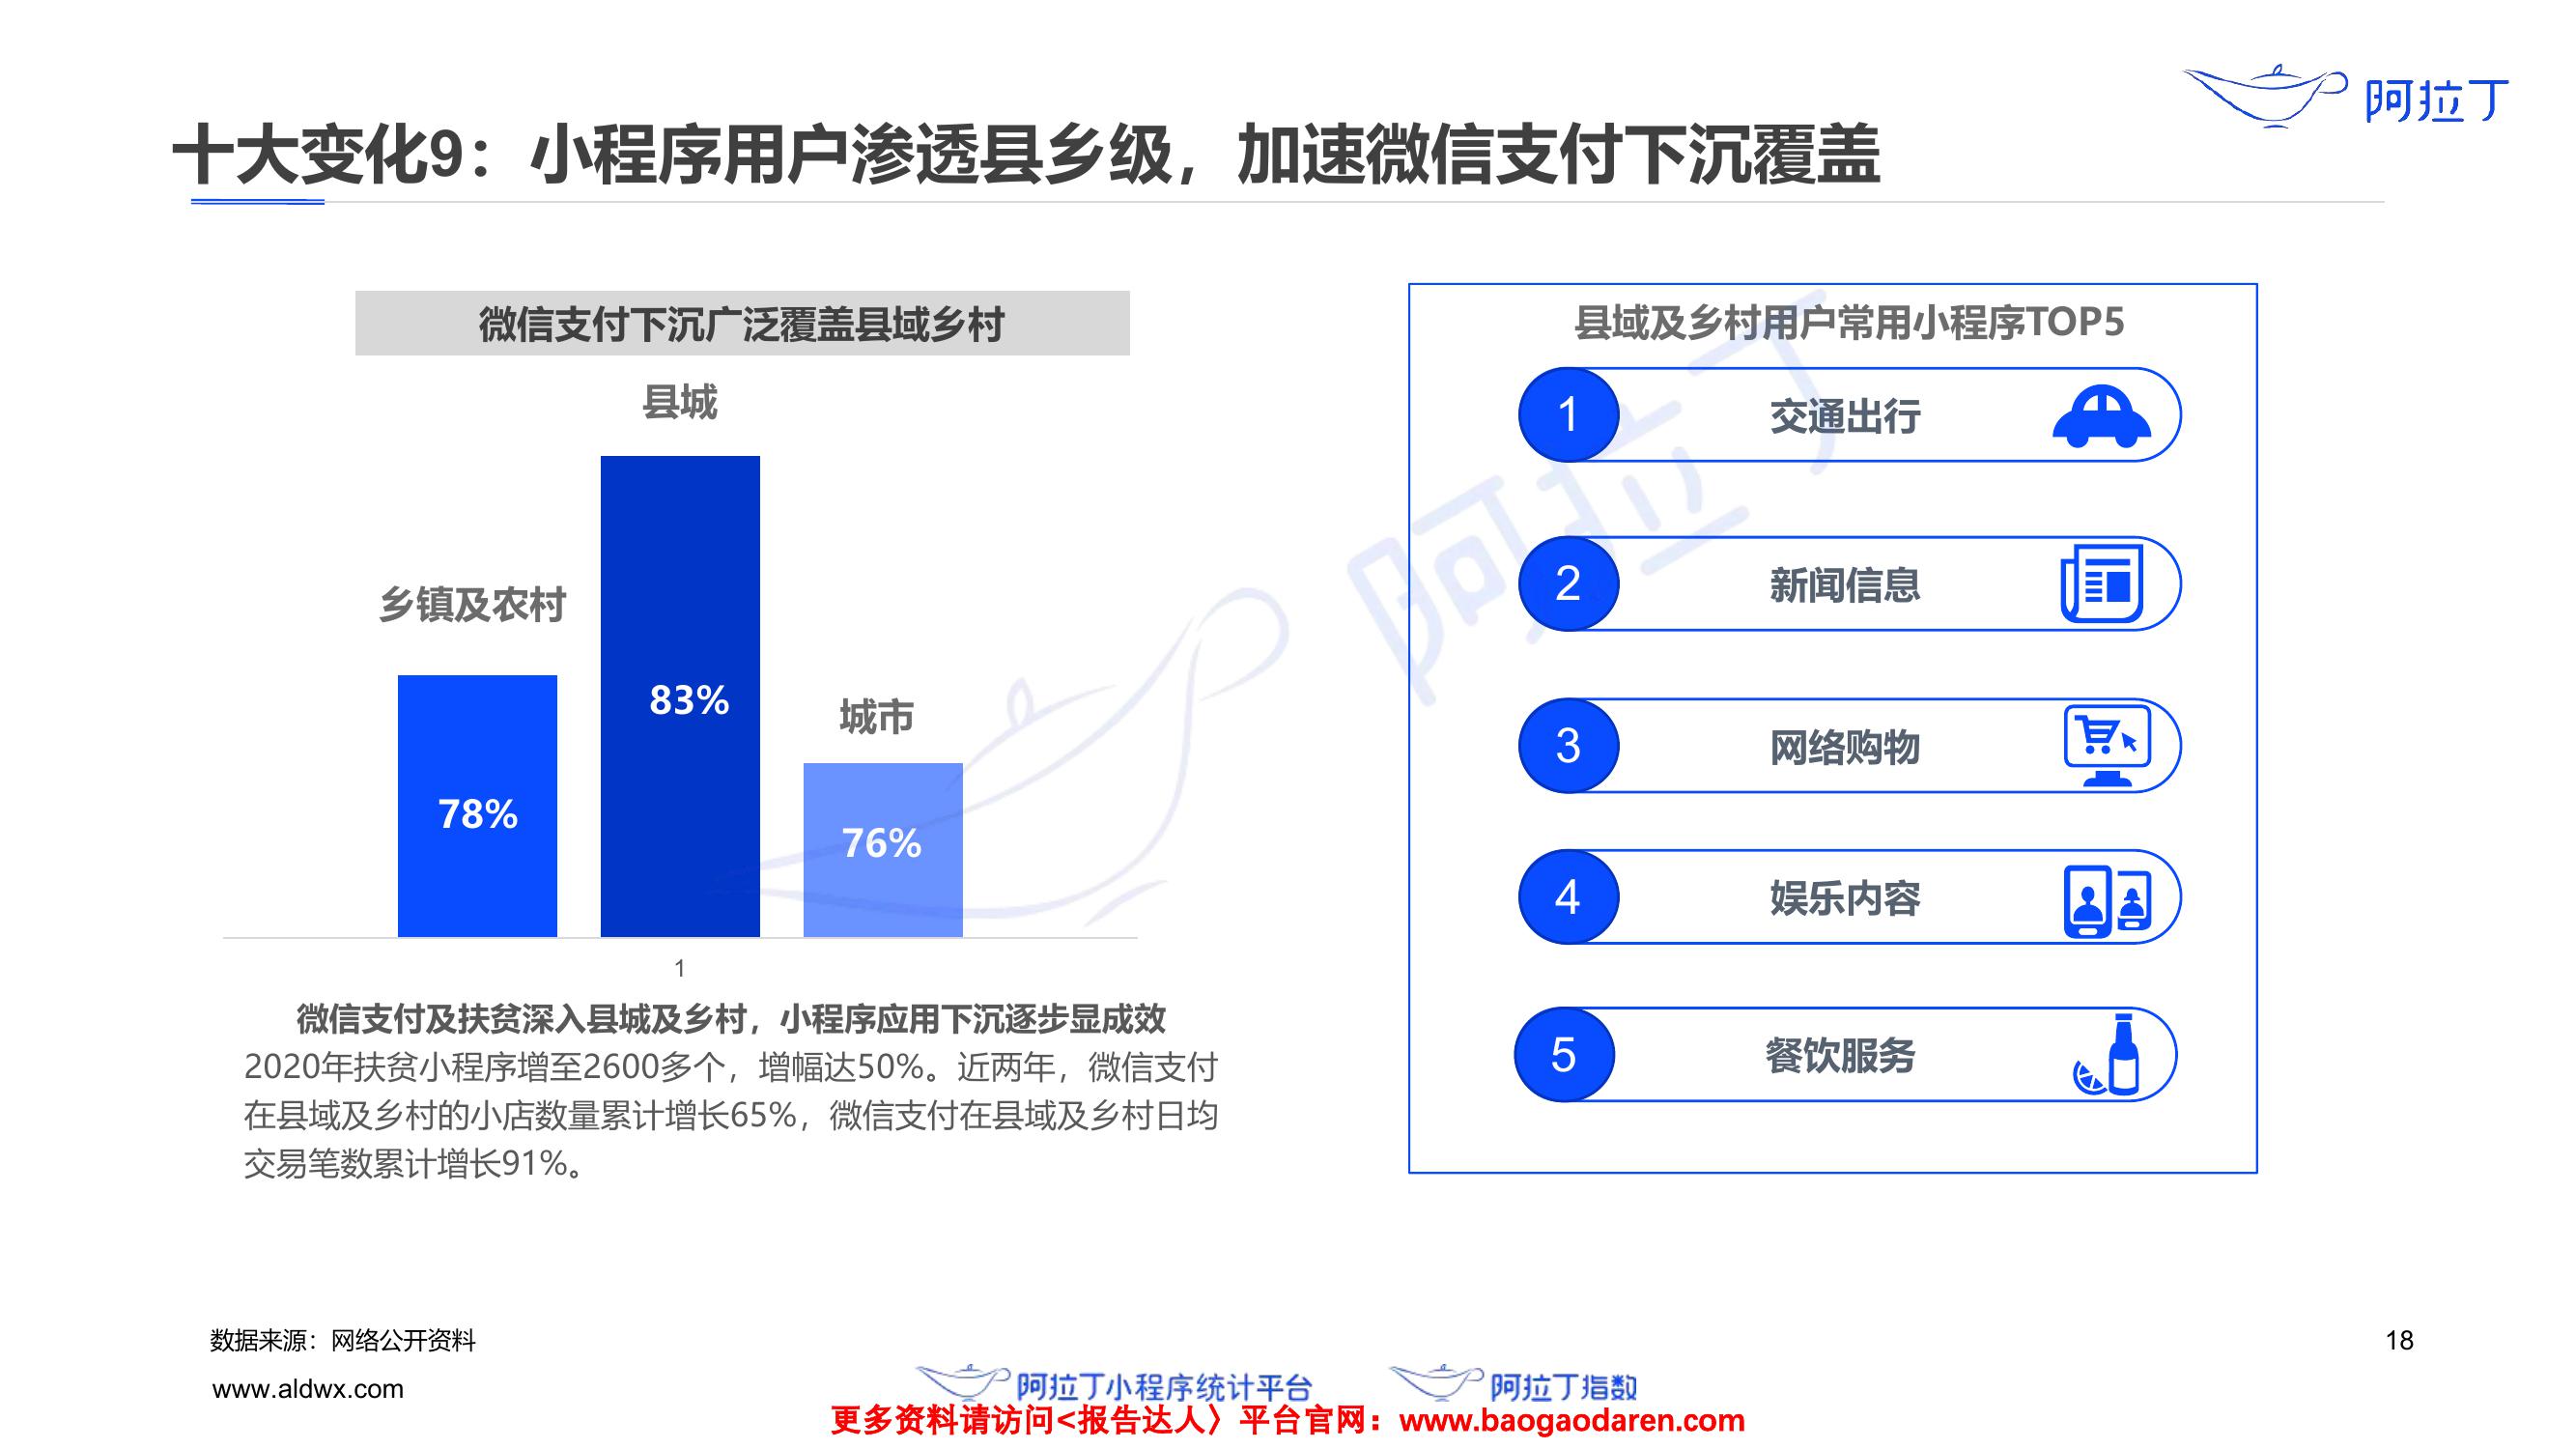 阿拉丁
十大变化9：小程序用户渗透县乡级，加速微信支付下沉覆盖
微信支付下沉广泛覆盖县域乡村
县城
乡镇及农村
城市
78%
83%
76%
1
微信支付及扶贫深入县城及乡村，小程序应用下沉逐步显成效
2020年扶贫小程序增至2600多个，增幅达50%。近两年，微信支付
在县域及乡村的小店数量累计增长65%，微信支付在县域及乡村日均
交易笔数累计增长91%。
县域及乡村用户常用小程序TOP5
1 交通出行
2 新闻信息
3 网络购物
4 娱乐内容
5 餐饮服务
阿拉丁
数据来源：网络公开资料
18
www.aldwx.com
阿拉丁小程序统计平台 阿拉丁指数
更多资料请访问<报告达人〉平台官网：www.baogaodaren.com